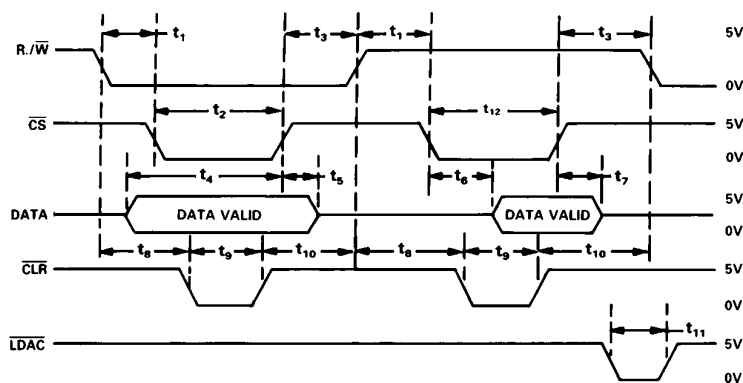 t1 t3 t1 t3 5V
R./W̅ 0V
t2 t12
C̅S̅ 5V
0V
t4 t5 t6 t7
5V
DATA DATA VALID DATA VALID
0V
t8 t9 t10 t8 t9 t10
C̅L̅R̅ 5V
0V
t11
L̅D̅A̅C̅ 5V
0V